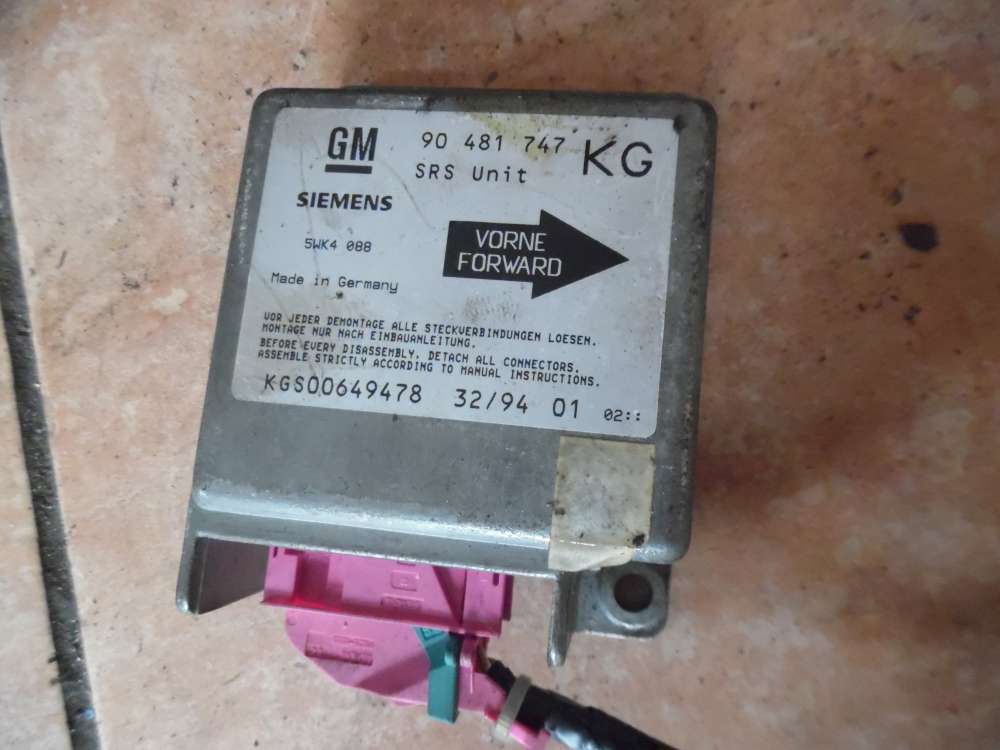 GM
90 481 747
KG
SRS Unit
SIEMENS
5WK4 088
VORNE
FORWARD
Made in Germany
VOR JEDER DEMONTAGE ALLE STECKVERBINDUNGEN LOESEN.
MONTAGE NUR NACH EINBAUANLEITUNG.
BEFORE EVERY DISASSEMBLY, DETACH ALL CONNECTORS.
ASSEMBLE STRICTLY ACCORDING TO MANUAL INSTRUCTIONS.
KGS00649478 32/94 01 02::